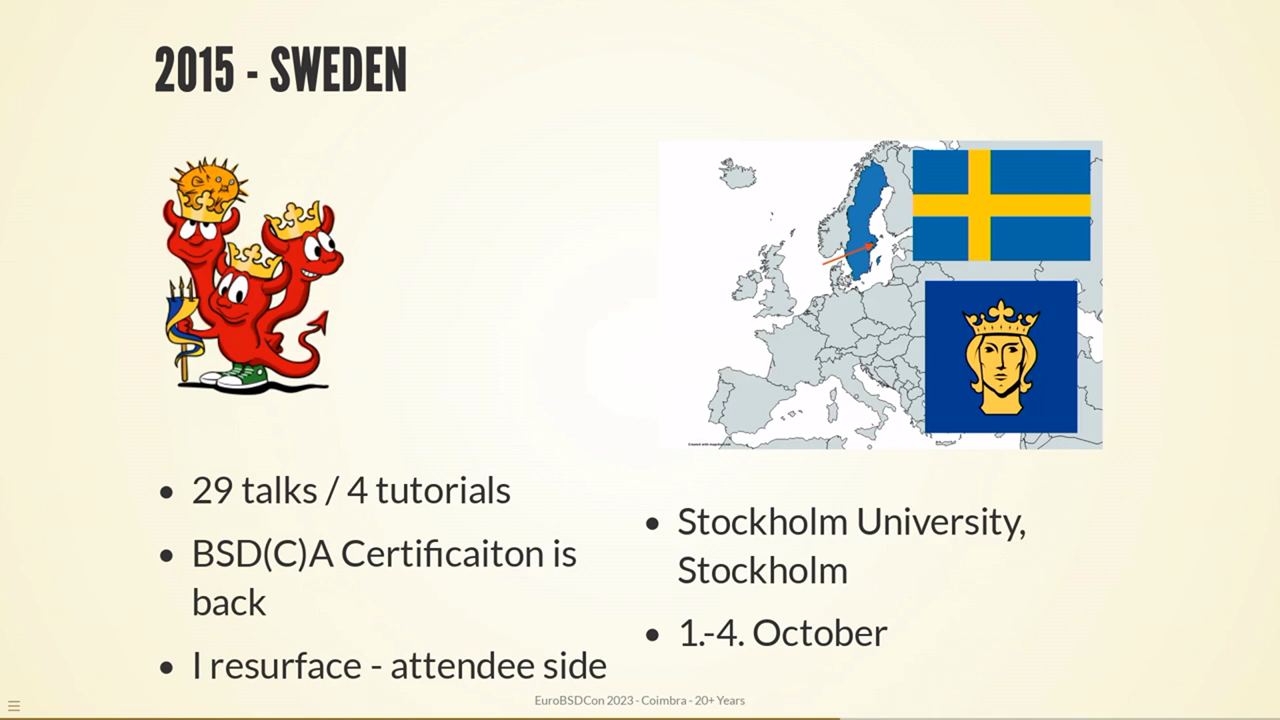 2015 - SWEDEN
29 talks / 4 tutorials
BSD(C)A Certificaiton is
back
I resurface - attendee side
Stockholm University,
Stockholm
1.-4. October
EuroBSDCon 2023 - Coimbra - 20+ Years